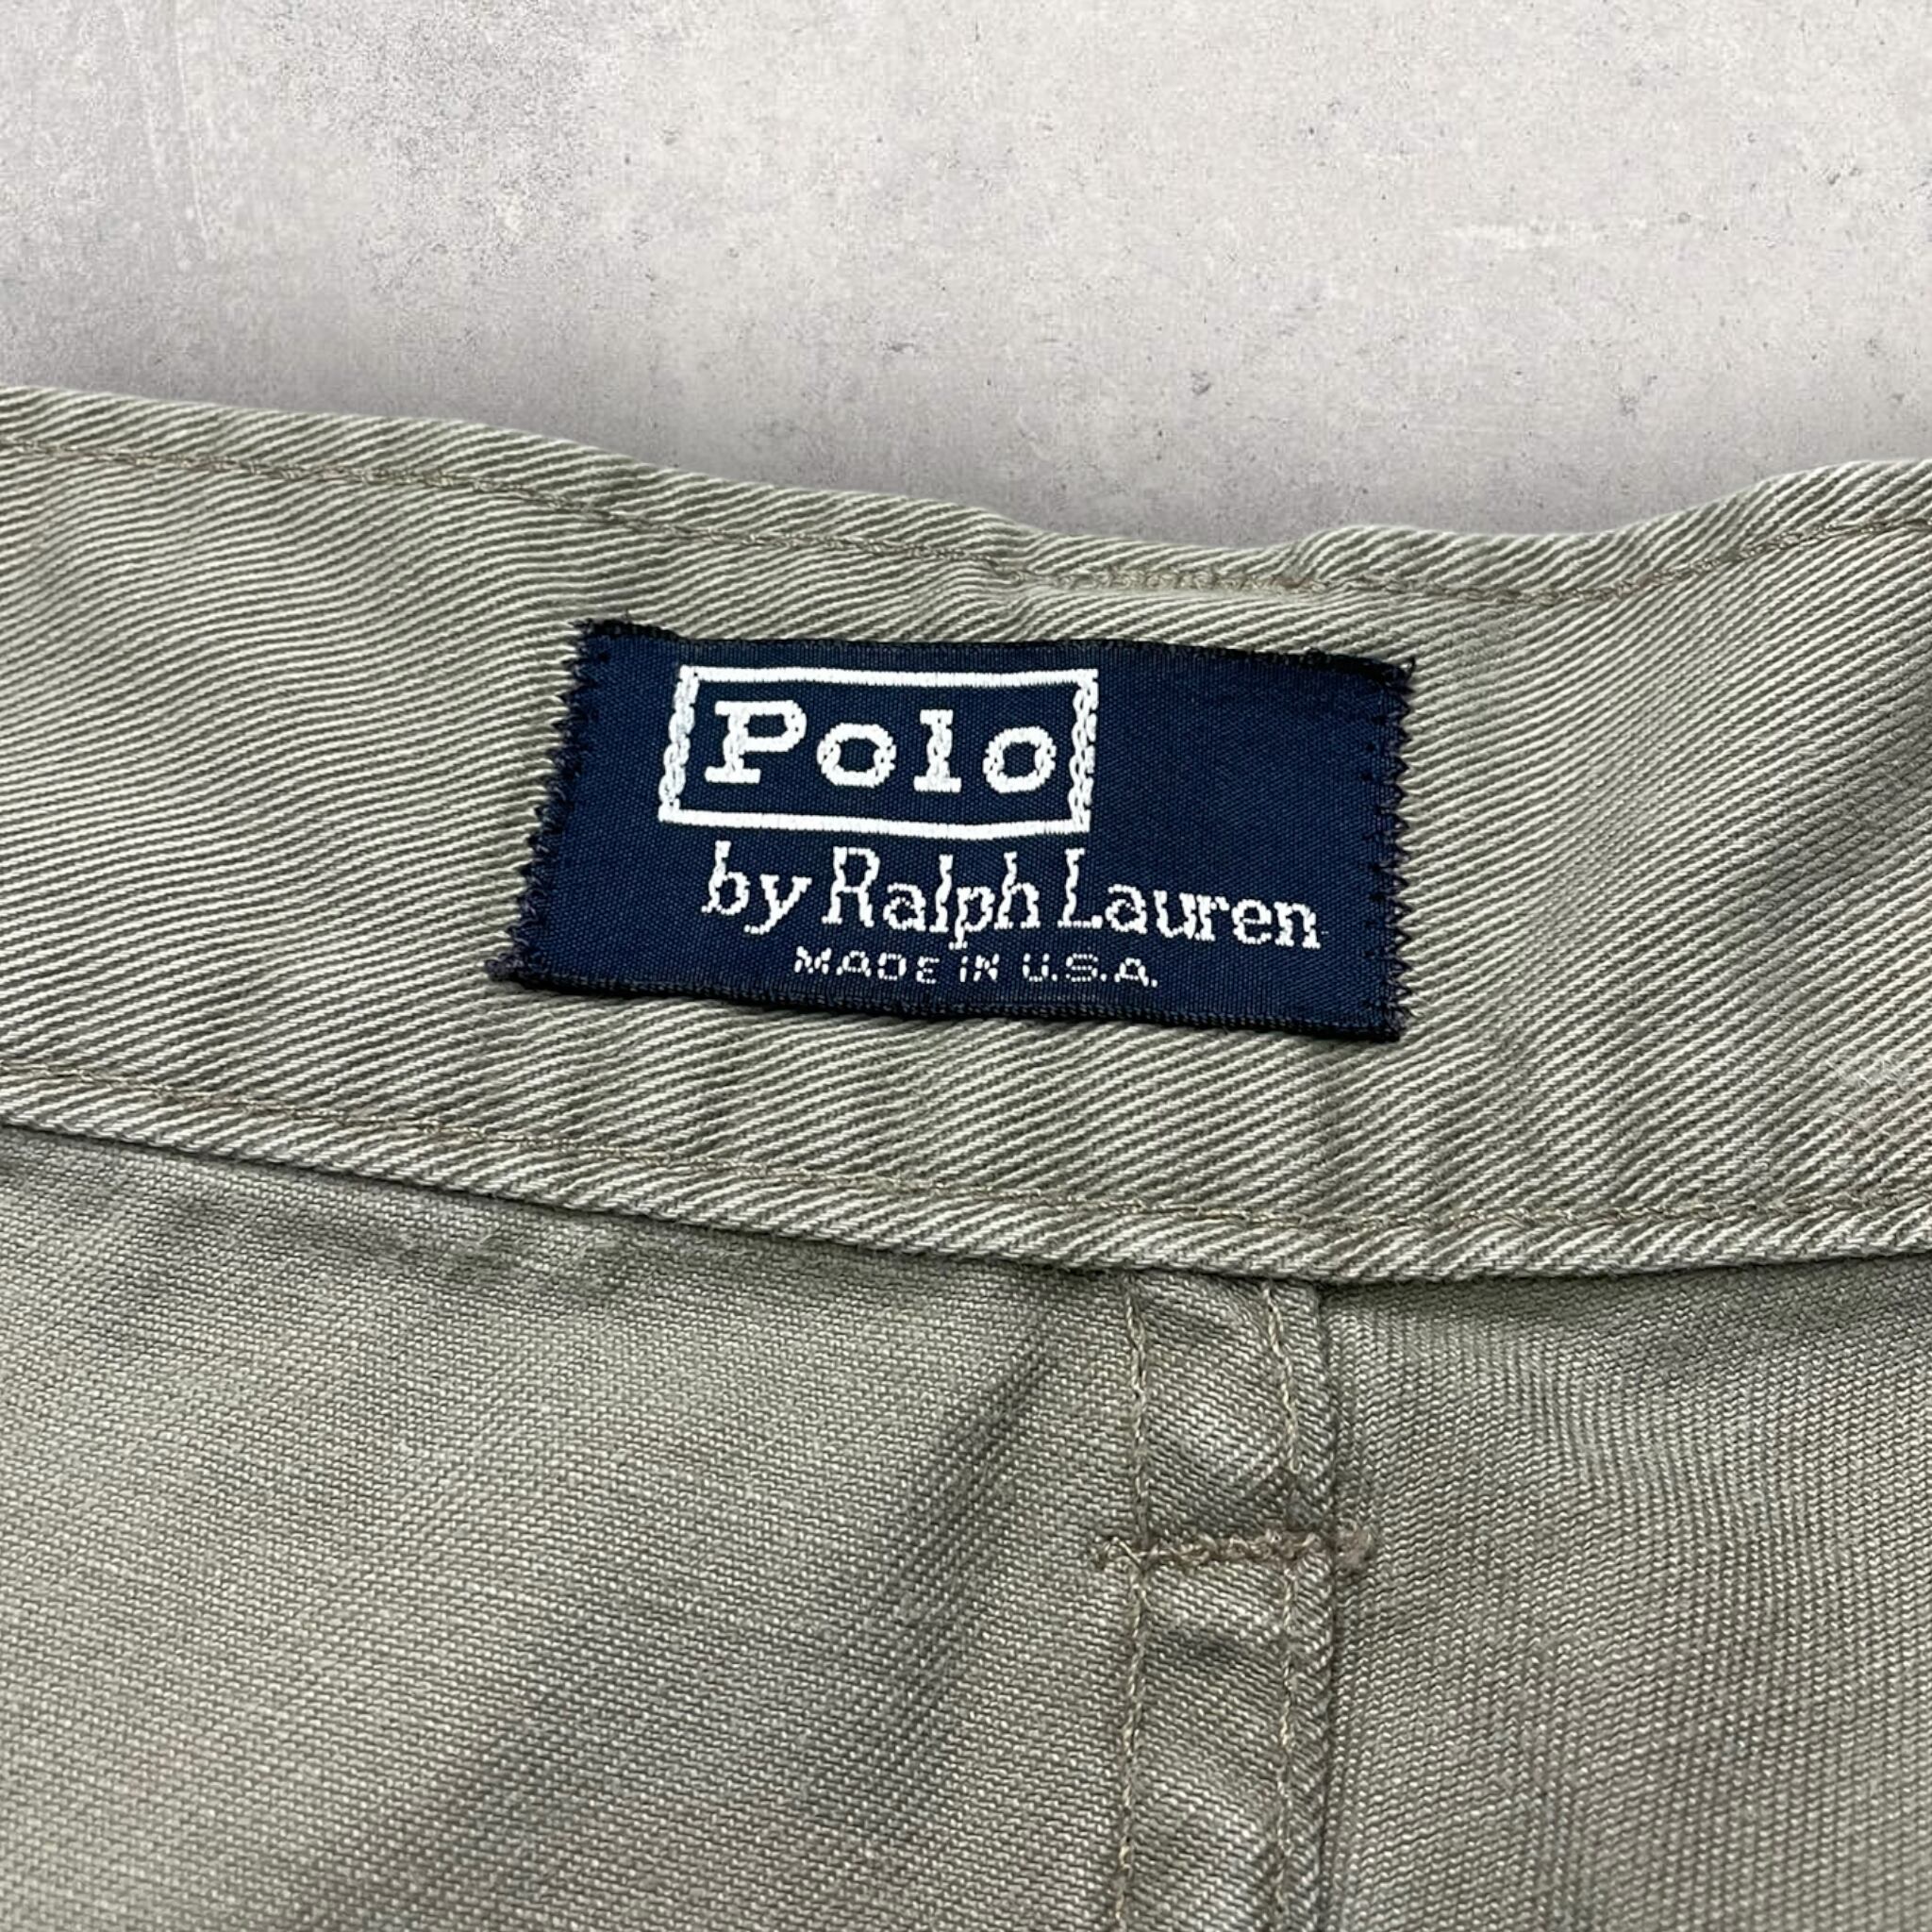 Polo
by Ralph Lauren
MADE IN U.S.A.